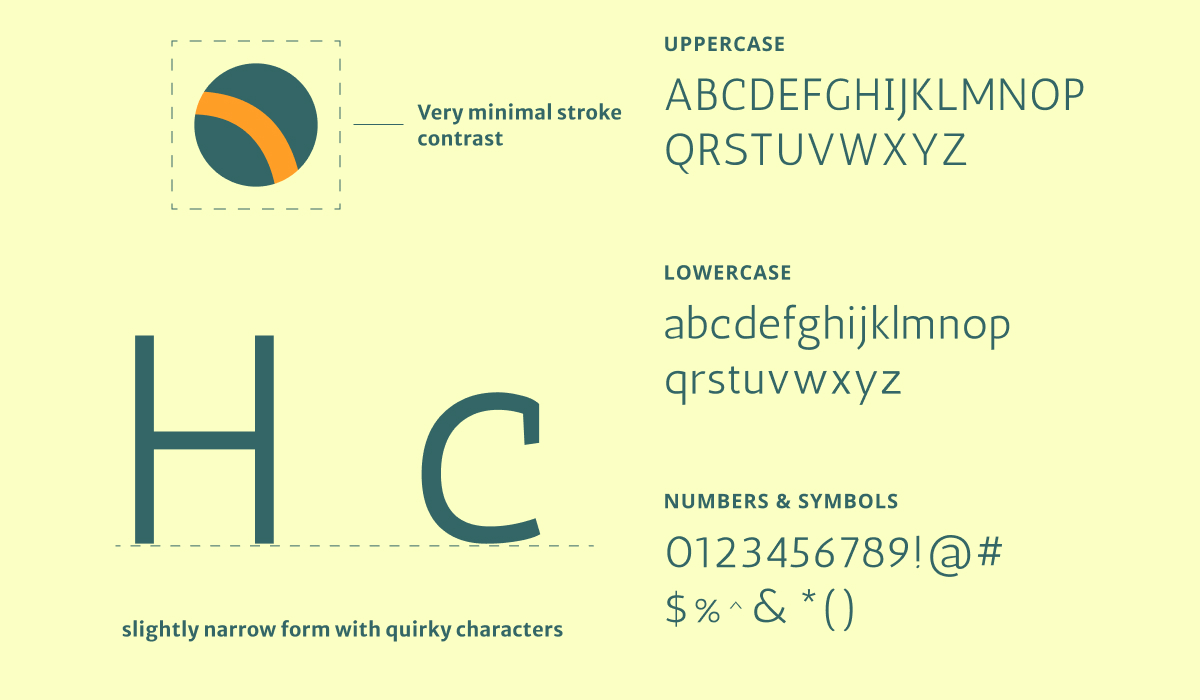 Very minimal stroke
contrast
H c
slightly narrow form with quirky characters
UPPERCASE
ABCDEFGHIJKLMNOP
QRSTUVWXYZ
LOWERCASE
abcdefghijklmnop
qrstuvwxyz
NUMBERS & SYMBOLS
0123456789!@#
$%^& *()